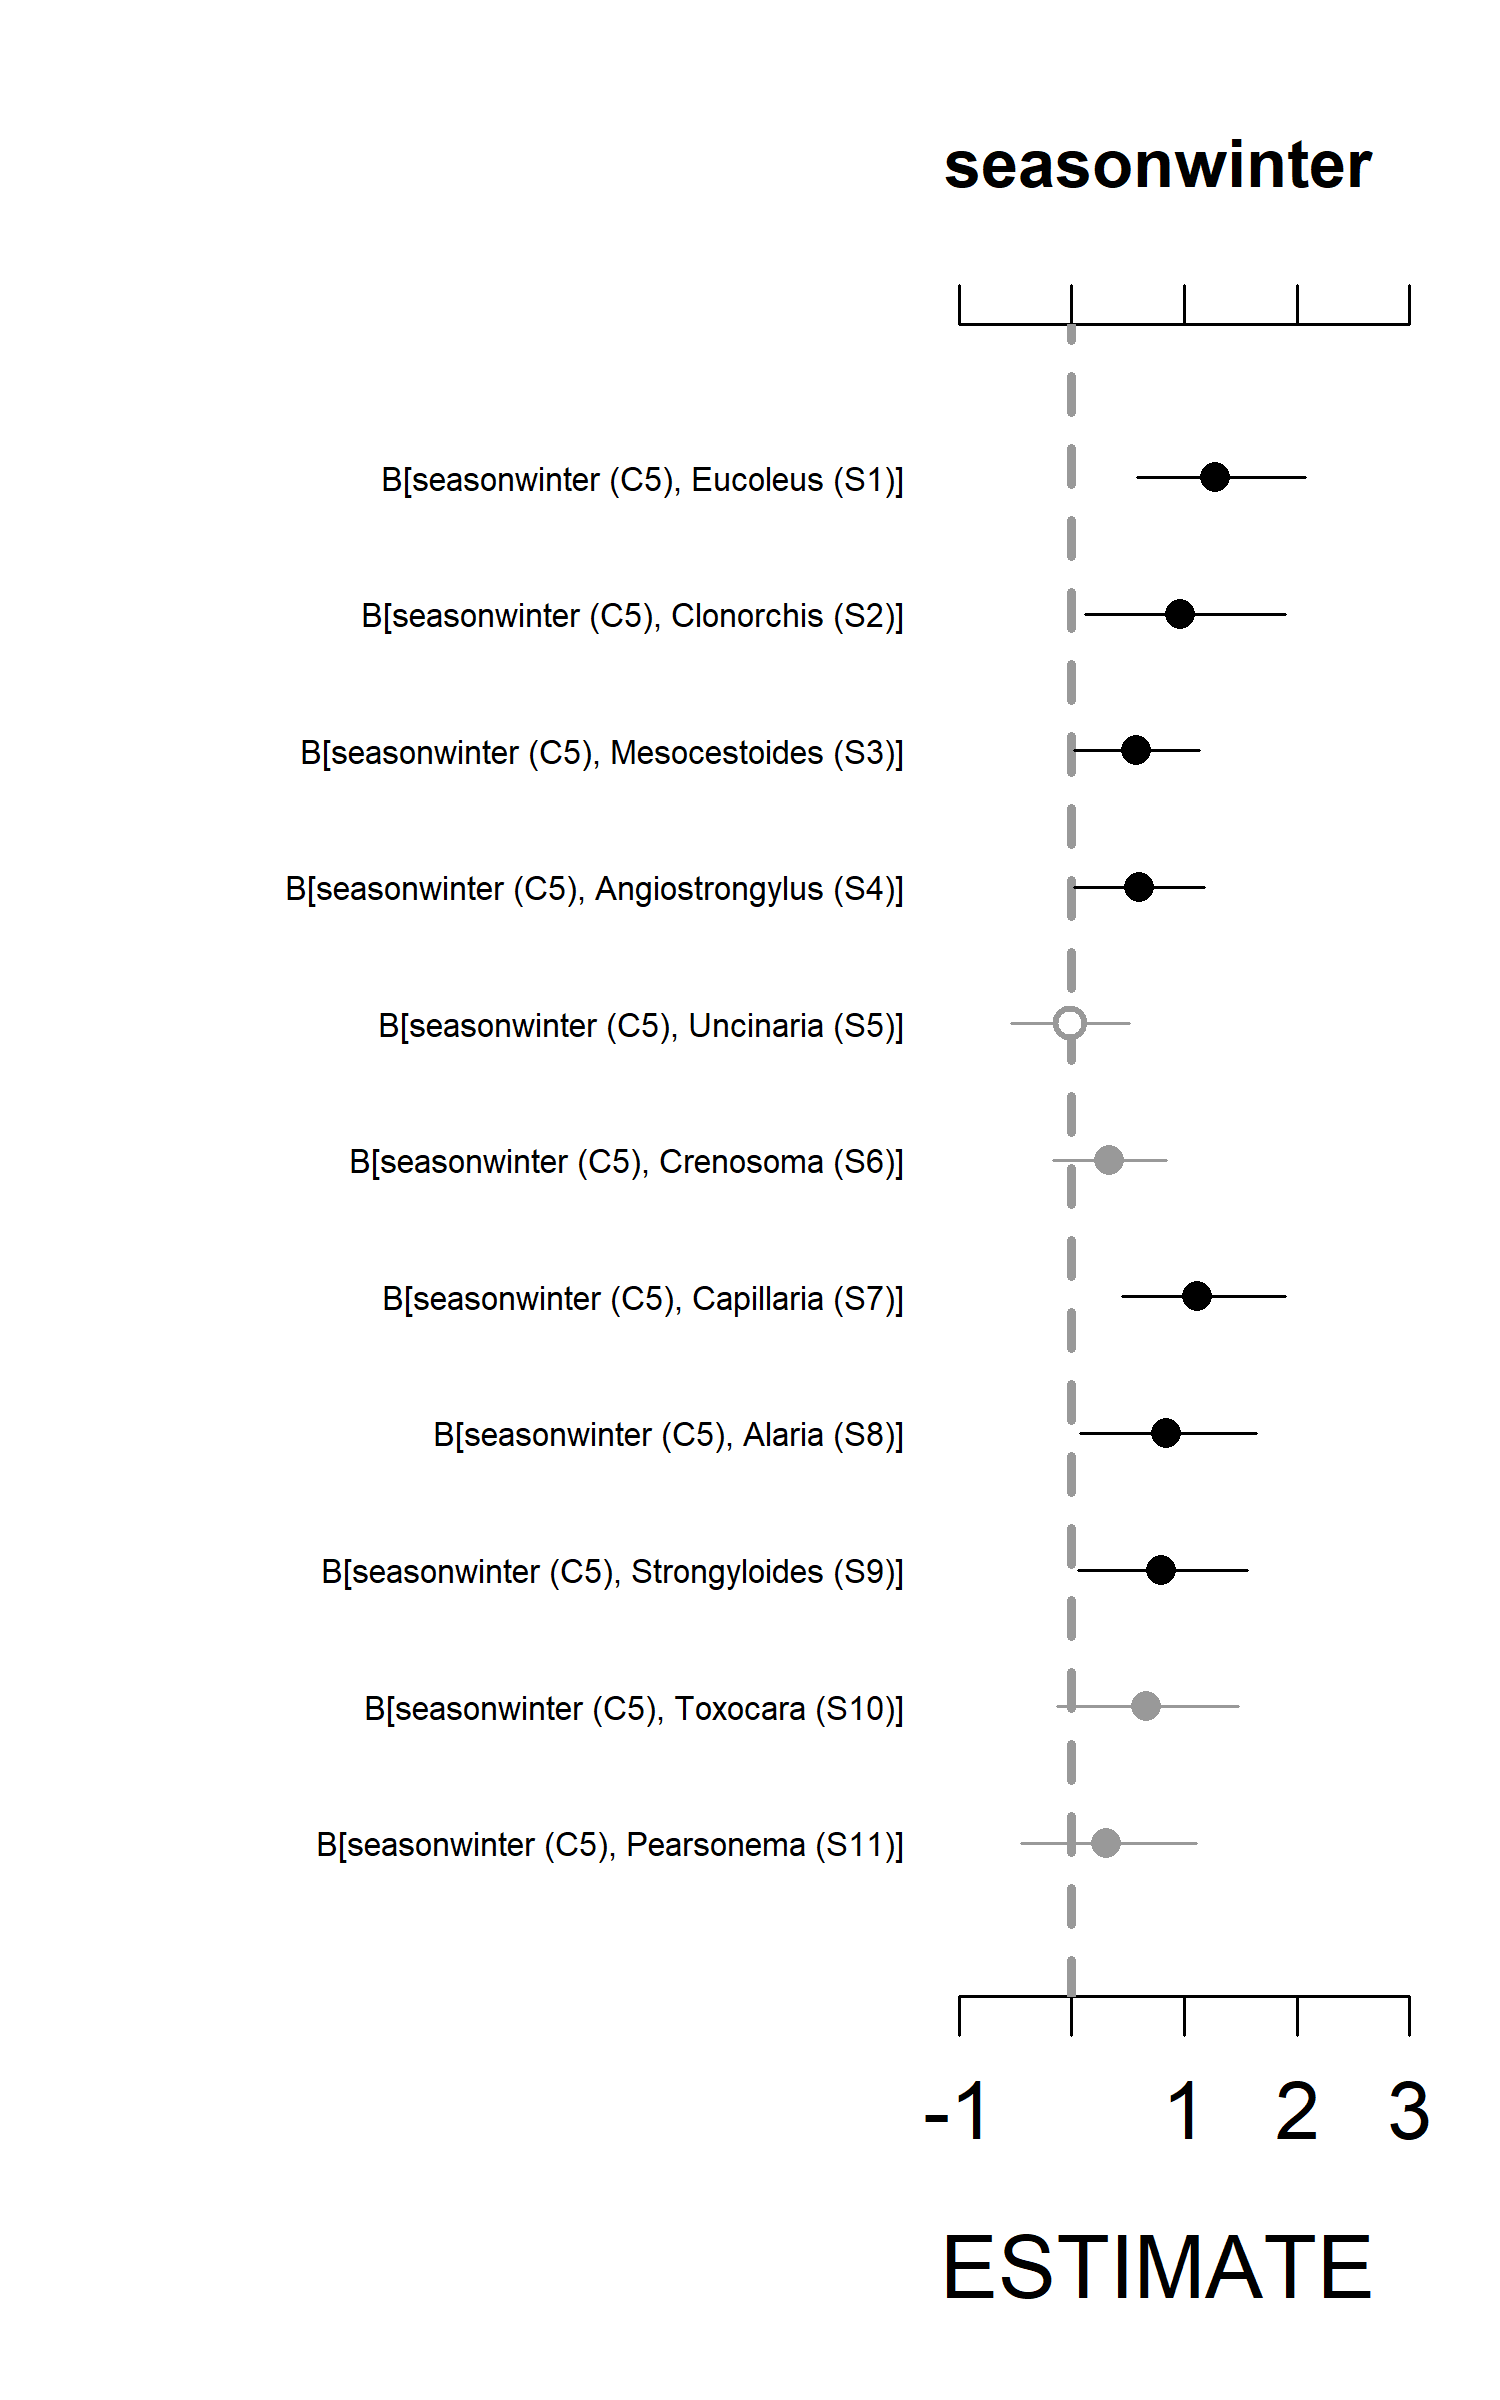 seasonwinter
B[seasonwinter (C5), Eucoleus (S1)]
B[seasonwinter (C5), Clonorchis (S2)]
B[seasonwinter (C5), Mesocestoides (S3)]
B[seasonwinter (C5), Angiostrongylus (S4)]
B[seasonwinter (C5), Uncinaria (S5)]
B[seasonwinter (C5), Crenosoma (S6)]
B[seasonwinter (C5), Capillaria (S7)]
B[seasonwinter (C5), Alaria (S8)]
B[seasonwinter (C5), Strongyloides (S9)]
B[seasonwinter (C5), Toxocara (S10)]
B[seasonwinter (C5), Pearsonema (S11)]
-1 1 2 3
ESTIMATE